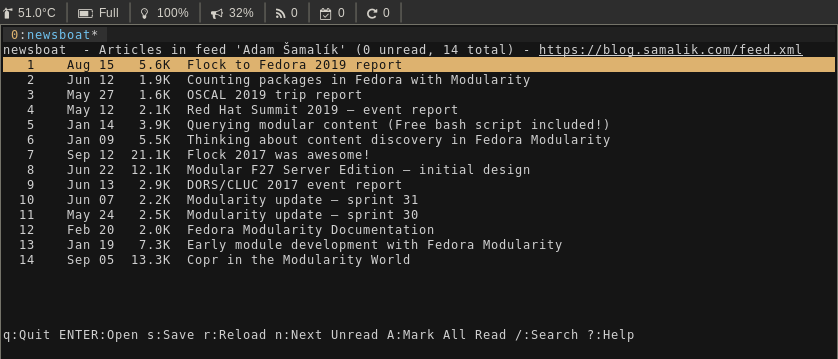 51.0°C Full 100% 32% 0 0 0
0:newsboat*
newsboat - Articles in feed 'Adam Šamalík' (0 unread, 14 total) - https://blog.samalik.com/feed.xml
1 Aug 15 5.6K Flock to Fedora 2019 report
2 Jun 12 1.9K Counting packages in Fedora with Modularity
3 May 27 1.6K OSCAL 2019 trip report
4 May 12 2.1K Red Hat Summit 2019 – event report
5 Jan 14 3.9K Querying modular content (Free bash script included!)
6 Jan 09 5.5K Thinking about content discovery in Fedora Modularity
7 Sep 12 21.1K Flock 2017 was awesome!
8 Jun 22 12.1K Modular F27 Server Edition – initial design
9 Jun 13 2.9K DORS/CLUC 2017 event report
10 Jun 07 2.2K Modularity update – sprint 31
11 May 24 2.5K Modularity update – sprint 30
12 Feb 20 2.0K Fedora Modularity Documentation
13 Jan 19 7.3K Early module development with Fedora Modularity
14 Sep 05 13.3K Copr in the Modularity World
q:Quit ENTER:Open s:Save r:Reload n:Next Unread A:Mark All Read /:Search ?:Help